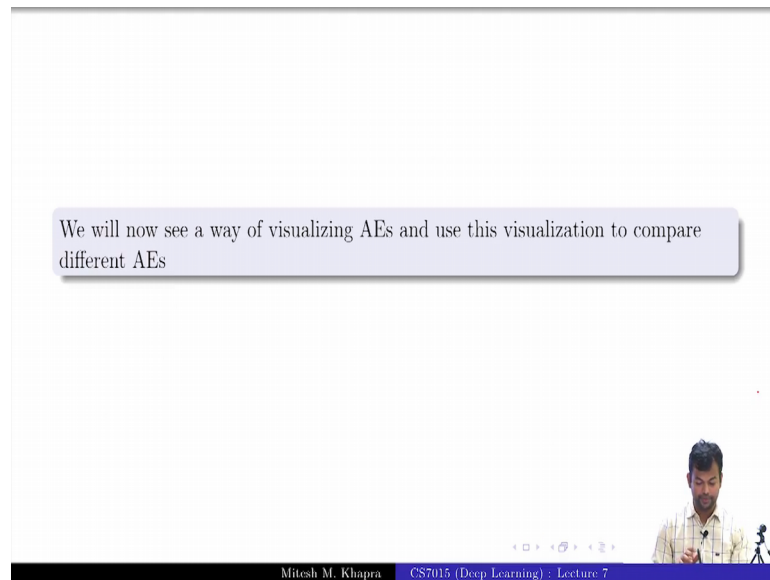 We will now see a way of visualizing AEs and use this visualization to compare
different AEs
Mitesh M. Khapra CS7015 (Deep Learning) : Lecture 7